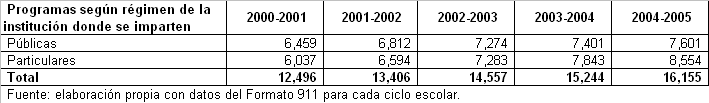 Programas según régimen de la institución donde se imparten 2000-2001 2001-2002 2002-2003 2003-2004 2004-2005
Públicas 6,459 6,812 7,274 7,401 7,601
Particulares 6,037 6,594 7,283 7,843 8,554
Total 12,496 13,406 14,557 15,244 16,155
Fuente: elaboración propia con datos del Formato 911 para cada ciclo escolar.